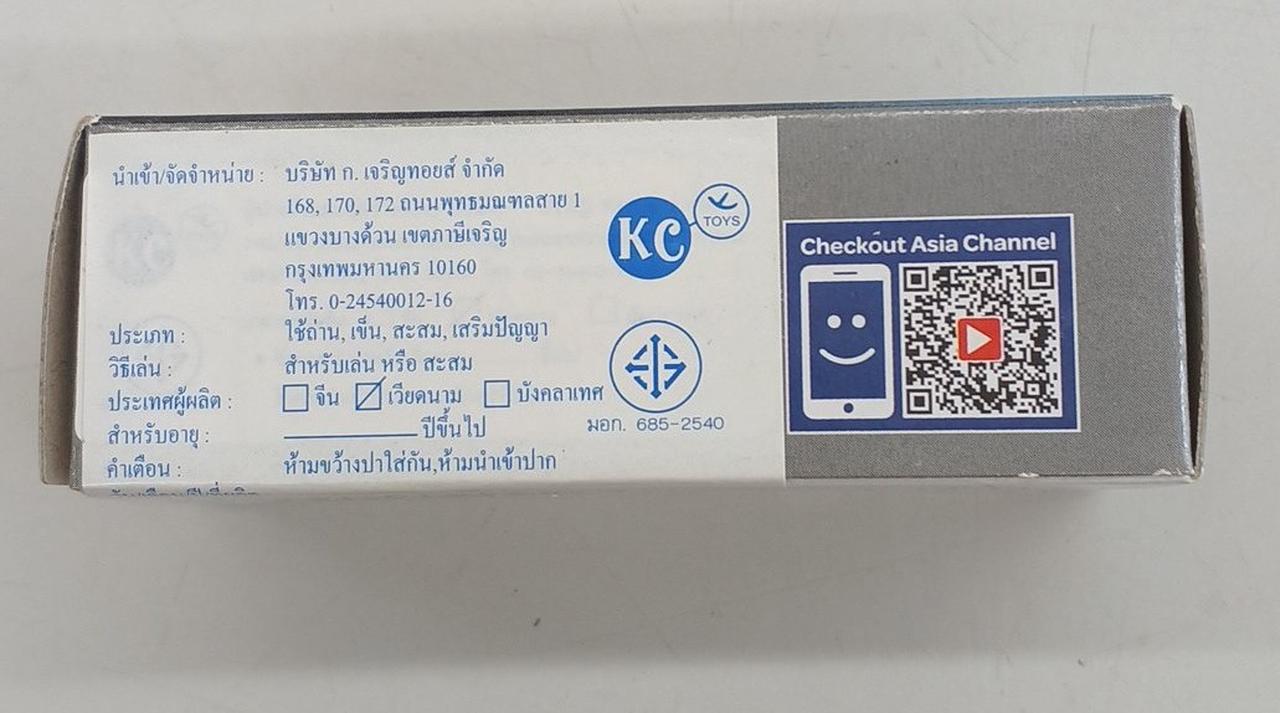 นำเข้า/จัดจำหน่าย : บริษัท ก. เจริญทอยส์ จำกัด
168, 170, 172 ถนนพุทธมณฑลสาย 1
แขวงบางด้วน เขตภาษีเจริญ
กรุงเทพมหานคร 10160
โทร. 0-24540012-16
ประเภท : ใช้ถ่าน, เข็น, สะสม, เสริมปัญญา
วิธีเล่น : สำหรับเล่น หรือ สะสม
ประเทศผู้ผลิต : จีน เวียดนาม บังคลาเทศ
สำหรับอายุ : ปีขึ้นไป
คำเตือน : ห้ามขว้างปาใส่กัน,ห้ามนำเข้าปาก
KC
TOYS
มอก. 685-2540
Checkout Asia Channel